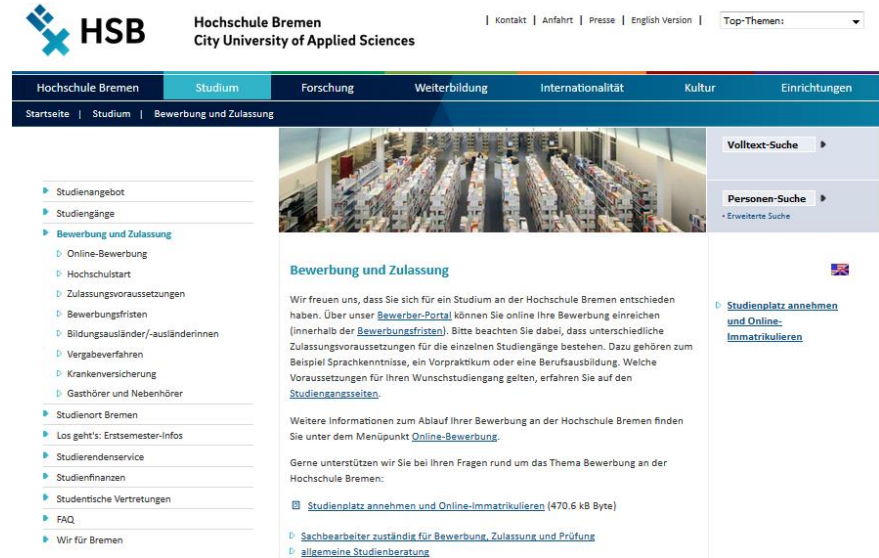 HSB
Hochschule Bremen
City University of Applied Sciences
| Kontakt | Anfahrt | Presse | English Version |
Top-Themen:
Hochschule Bremen
Studium
Forschung
Weiterbildung
Internationalität
Kultur
Einrichtungen
Startseite | Studium | Bewerbung und Zulassung
Studienangebot
Studiengänge
Bewerbung und Zulassung
Online-Bewerbung
Hochschulstart
Zulassungsvoraussetzungen
Bewerbungsfristen
Bildungsausländer/-ausländerinnen
Vergabeverfahren
Krankenversicherung
Gasthörer und Nebenhörer
Studienort Bremen
Los geht's: Erstsemester-Infos
Studierendenservice
Studienfinanzen
Studentische Vertretungen
FAQ
Wir für Bremen
Bewerbung und Zulassung
Wir freuen uns, dass Sie sich für ein Studium an der Hochschule Bremen entschieden
haben. Über unser Bewerber-Portal können Sie online Ihre Bewerbung einreichen
(innerhalb der Bewerbungsfristen). Bitte beachten Sie dabei, dass unterschiedliche
Zulassungsvoraussetzungen für die einzelnen Studiengänge bestehen. Dazu gehören zum
Beispiel Sprachkenntnisse, ein Vorpraktikum oder eine Berufsausbildung. Welche
Voraussetzungen für Ihren Wunschstudiengang gelten, erfahren Sie auf den
Studiengangsseiten.
Weitere Informationen zum Ablauf Ihrer Bewerbung an der Hochschule Bremen finden
Sie unter dem Menüpunkt Online-Bewerbung.
Gerne unterstützen wir Sie bei Ihren Fragen rund um das Thema Bewerbung an der
Hochschule Bremen:
Studienplatz annehmen und Online-Immatrikulieren (470.6 kB Byte)
Sachbearbeiter zuständig für Bewerbung, Zulassung und Prüfung
allgemeine Studienberatung
Volltext-Suche
Personen-Suche
• Erweiterte Suche
Studienplatz annehmen
und Online-
Immatrikulieren